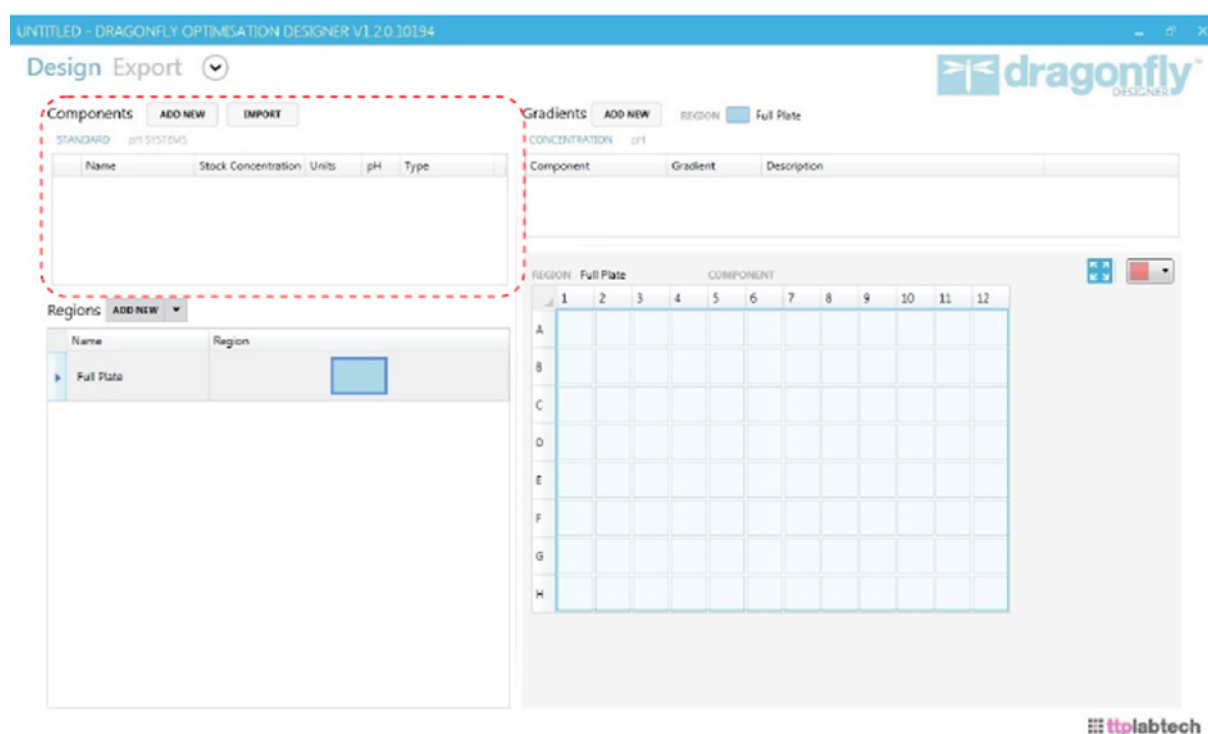 UNTITLED - DRAGONFLY OPTIMISATION DESIGNER V1.2.0.10194
Design Export
dragonfly™
DESIGNER
Components ADD NEW IMPORT
STANDARD pH SYSTEMS
Name Stock Concentration Units pH Type
Gradients ADD NEW REGION Full Plate
CONCENTRATION pH
Component Gradient Description
Regions ADD NEW
Name Region
Full Plate
REGION Full Plate COMPONENT
1 2 3 4 5 6 7 8 9 10 11 12
A
B
C
D
E
F
G
H
ttplabtech